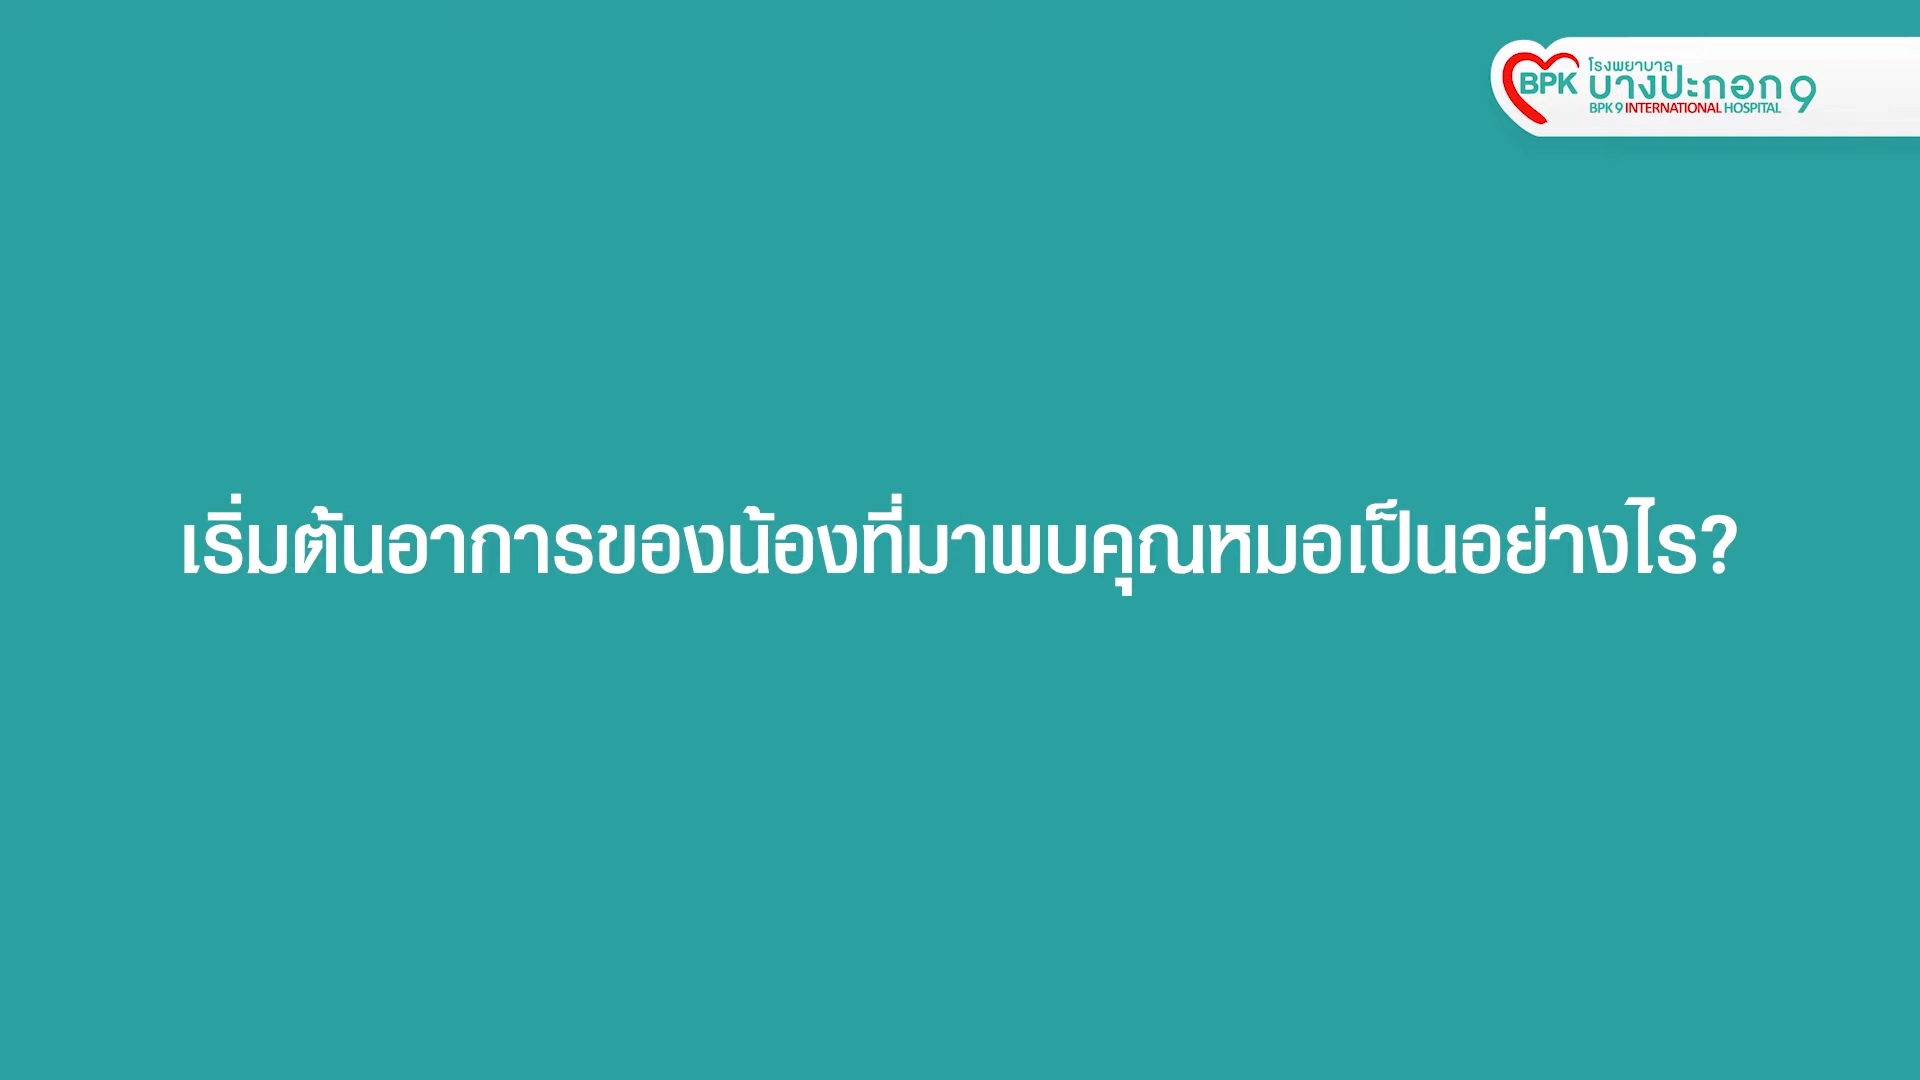 BPK
โรงพยาบาล
บางปะกอก 9
BPK 9 INTERNATIONAL HOSPITAL
เริ่มต้นอาการของน้องที่มาพบคุณหมอเป็นอย่างไร?